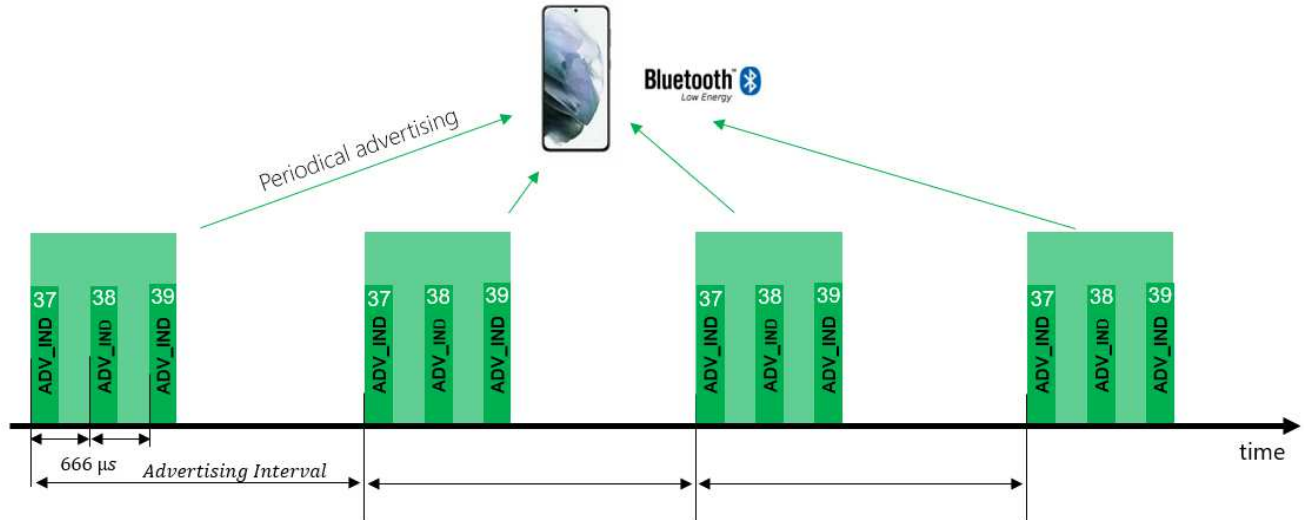 Bluetooth™
Low Energy
Periodical advertising
37 38 39 37 38 39 37 38 39 37 38 39
ADV_IND ADV_IND ADV_IND ADV_IND ADV_IND ADV_IND ADV_IND ADV_IND ADV_IND ADV_IND ADV_IND ADV_IND
time
666 μs
Advertising Interval